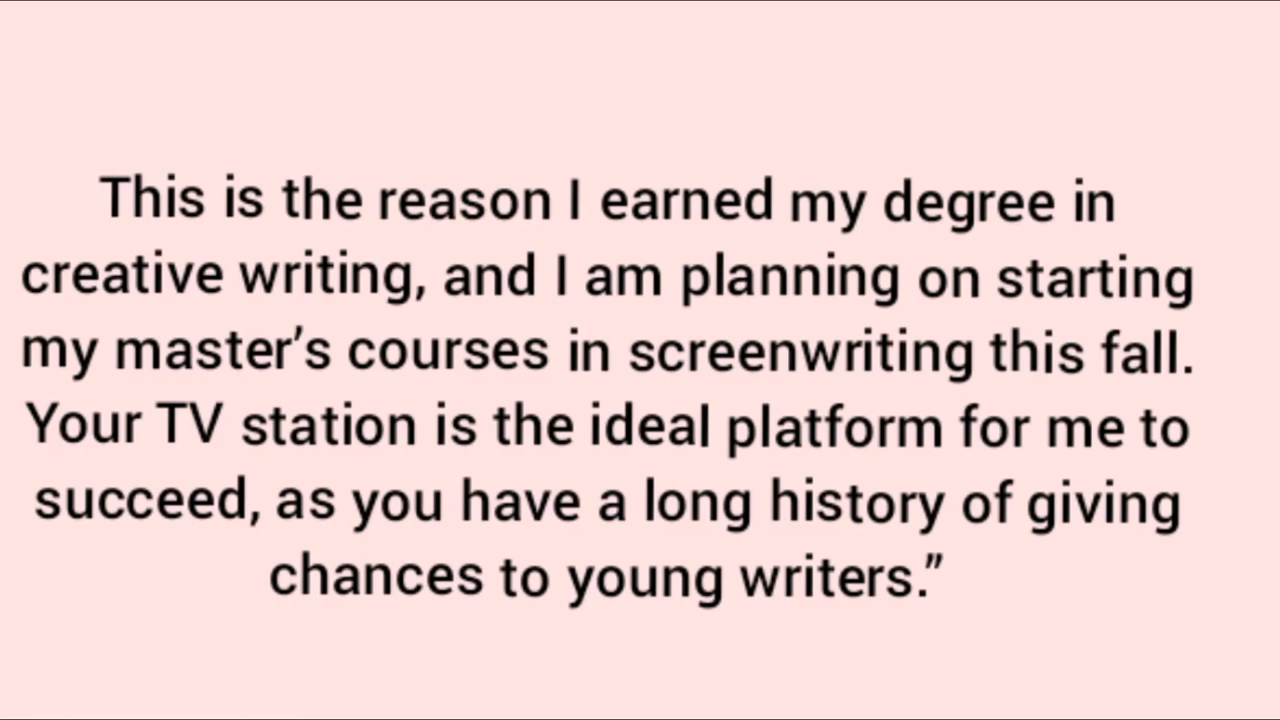 This is the reason I earned my degree in
creative writing, and I am planning on starting
my master’s courses in screenwriting this fall.
Your TV station is the ideal platform for me to
succeed, as you have a long history of giving
chances to young writers.”